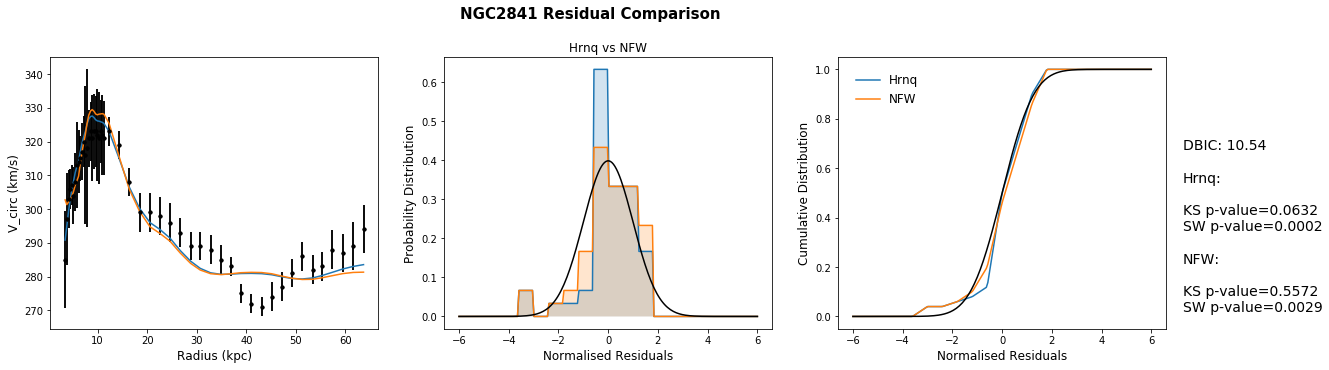 NGC2841 Residual Comparison
V_circ (km/s)
340
330
320
310
300
290
280
270
10
20
30
40
50
60
Radius (kpc)
Hrnq vs NFW
Probability Distribution
0.6
0.5
0.4
0.3
0.2
0.1
0.0
−6
−4
−2
0
2
4
6
Normalised Residuals
Cumulative Distribution
1.0
0.8
0.6
0.4
0.2
0.0
Hrnq
NFW
−6
−4
−2
0
2
4
6
Normalised Residuals
DBIC: 10.54
Hrnq:
KS p-value=0.0632
SW p-value=0.0002
NFW:
KS p-value=0.5572
SW p-value=0.0029